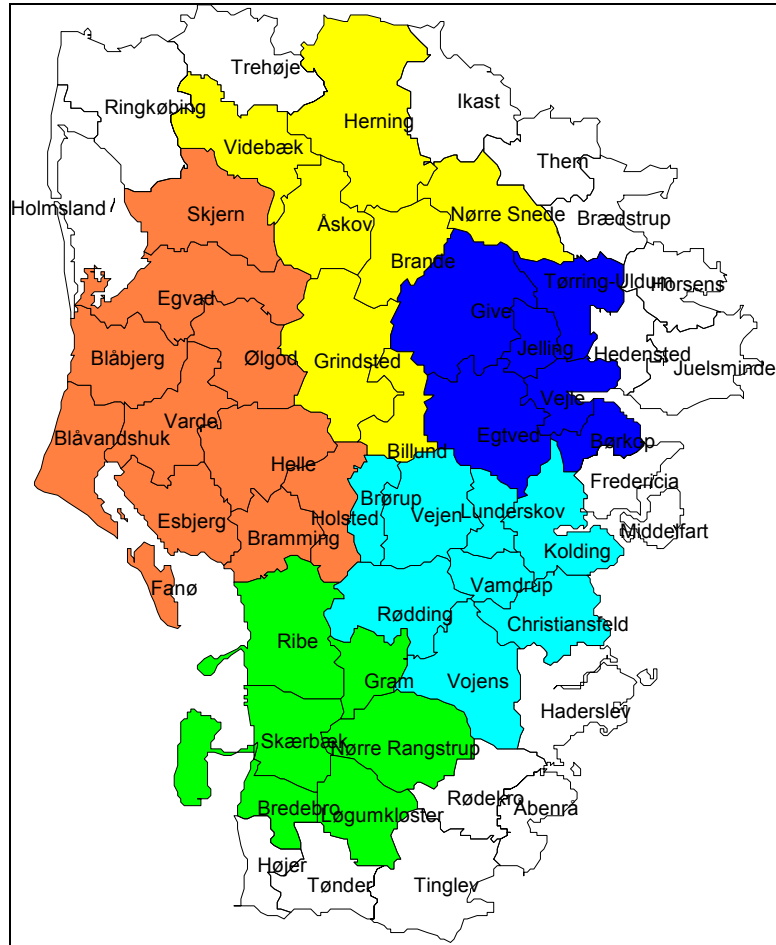 Trehøje
Ringkøbing
Ikast
Herning
Videbæk
Them
Holmsland
Skjern
Åskov
Nørre Snede
Brædstrup
Brande
Egvad
Tørring-Uldum
Horsens
Give
Jelling
Hedensted
Blåbjerg
Ølgod
Grindsted
Juelsminde
Vejle
Varde
Blåvandshuk
Egtved
Børkop
Billund
Helle
Fredericia
Brørup
Vejen
Lunderskov
Esbjerg
Holsted
Middelfart
Bramming
Kolding
Fanø
Vamdrup
Rødding
Christiansfeld
Ribe
Gram
Vojens
Haderslev
Skærbæk
Nørre Rangstrup
Rødekro
Bredebro
Løgumkloster
Åbenrå
Højer
Tønder
Tinglev